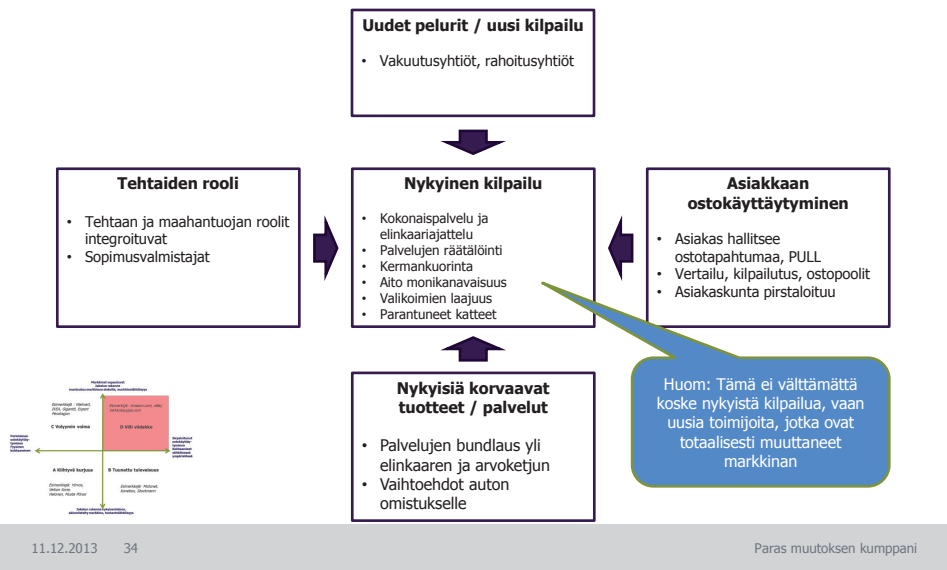 Uudet pelurit / uusi kilpailu
• Vakuutusyhtiöt, rahoitusyhtiöt
Tehtaiden rooli
• Tehtaan ja maahantuojan roolit
integroituvat
• Sopimusvalmistajat
Nykyinen kilpailu
• Kokonaispalvelu ja
elinkaariajattelu
• Palvelujen räätälöinti
• Kermankuorinta
• Aito monikanavaisuus
• Valikoimien laajuus
• Parantuneet katteet
Asiakkaan
ostokäyttäytyminen
• Asiakas hallitsee
ostotapahtumaa, PULL
• Vertailu, kilpailutus, ostopoolit
• Asiakaskunta pirstaloituu
Nykyisiä korvaavat
tuotteet / palvelut
• Palvelujen bundlaus yli
elinkaaren ja arvoketjun
• Vaihtoehdot auton
omistukselle
Huom: Tämä ei välttämättä
koske nykyistä kilpailua, vaan
uusia toimijoita, jotka ovat
totaalisesti muuttaneet
markkinan
C Volyymin voima
D Villi viidakko
A Kiihtyvä kurjuus
B Tuunattu tulevaisuus
11.12.2013 34
Paras muutoksen kumppani